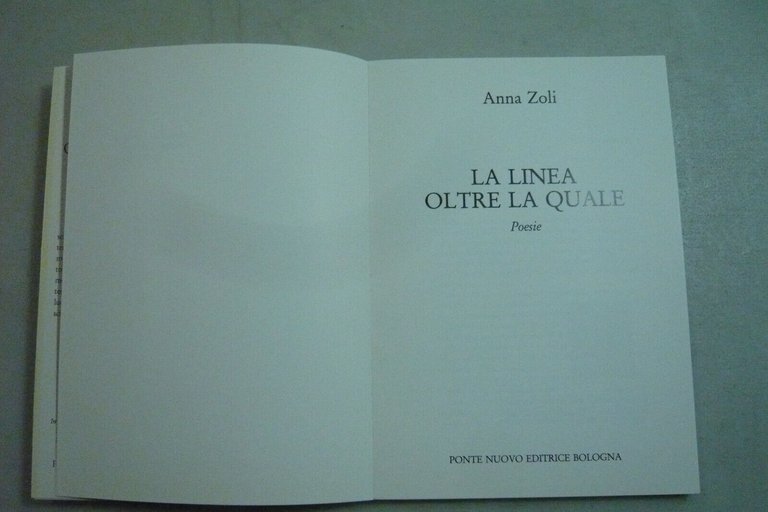 Anna Zoli
LA LINEA
OLTRE LA QUALE
Poesie
PONTE NUOVO EDITRICE BOLOGNA